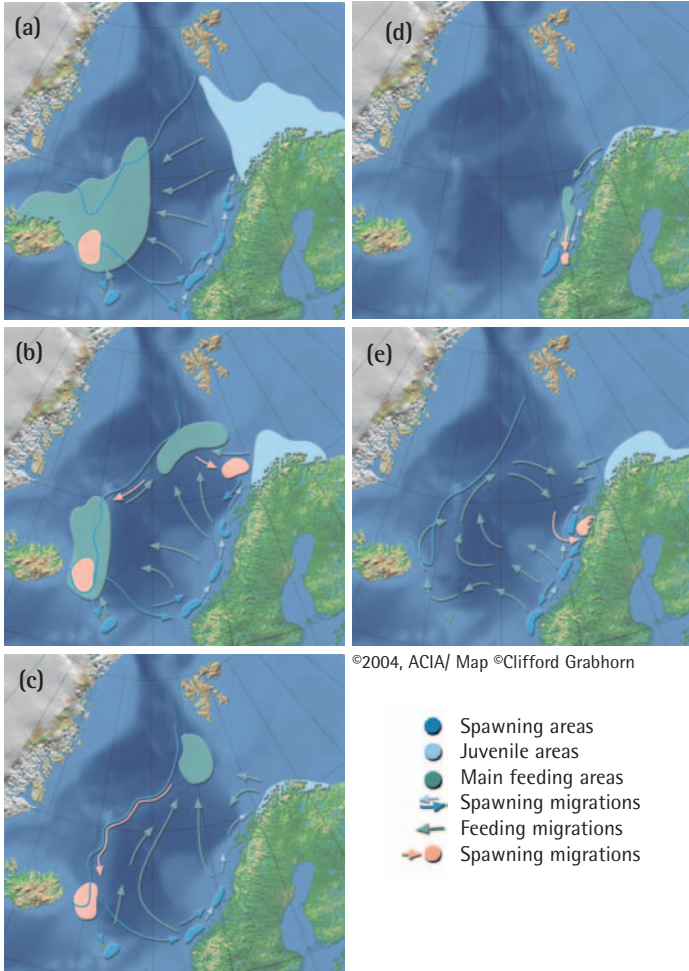 (a)
(d)
(b)
(e)
©2004, ACIA/ Map ©Clifford Grabhorn
(c)
Spawning areas
Juvenile areas
Main feeding areas
Spawning migrations
Feeding migrations
Spawning migrations